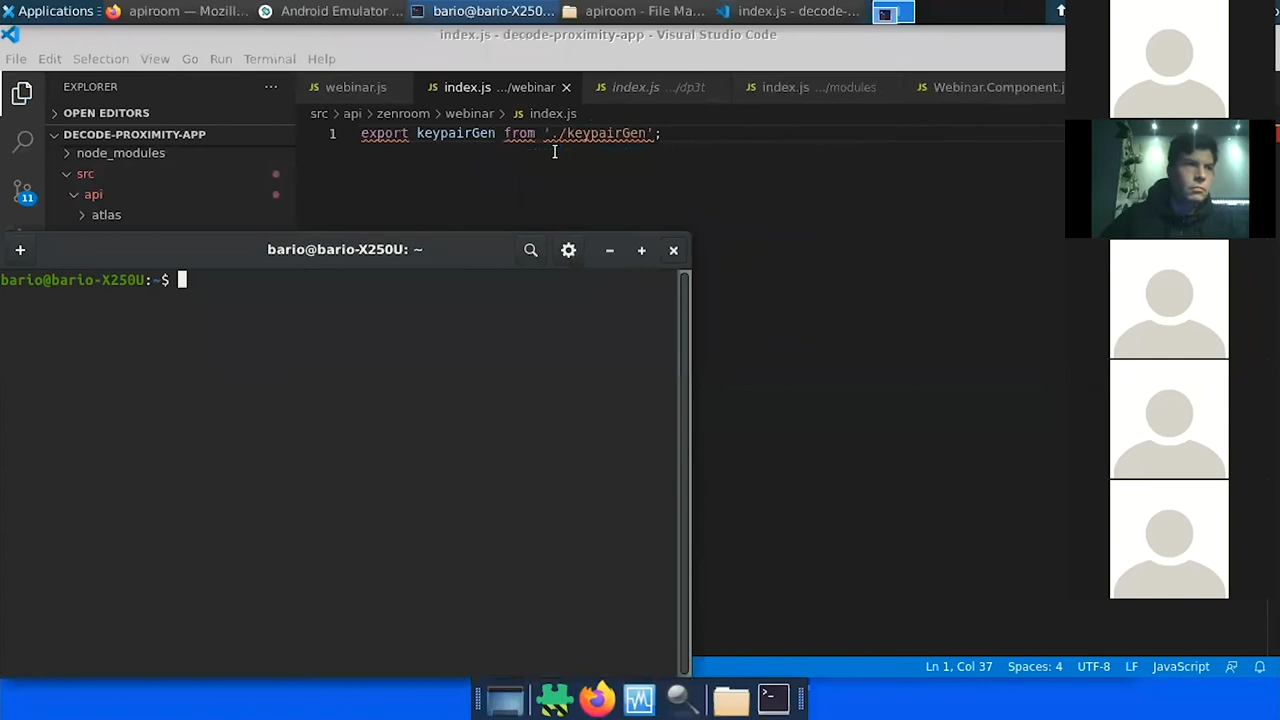 Applications : apiroom — Mozill... Android Emulator ... bario@bario-X250... apiroom - File Ma... index.js - decode-...
index.js - decode-proximity-app - Visual Studio Code
File Edit Selection View Go Run Terminal Help
EXPLORER ... webinar.js index.js .../webinar index.js .../dp3t index.js .../modules Webinar.Component.j
OPEN EDITORS src api zenroom webinar index.js
DECODE-PROXIMITY-APP 1 export keypairGen from './keypairGen';
node_modules
src
api
11
atlas
bario@bario-X250U: ~
bario@bario-X250U:~$
Ln 1, Col 37 Spaces: 4 UTF-8 LF JavaScript